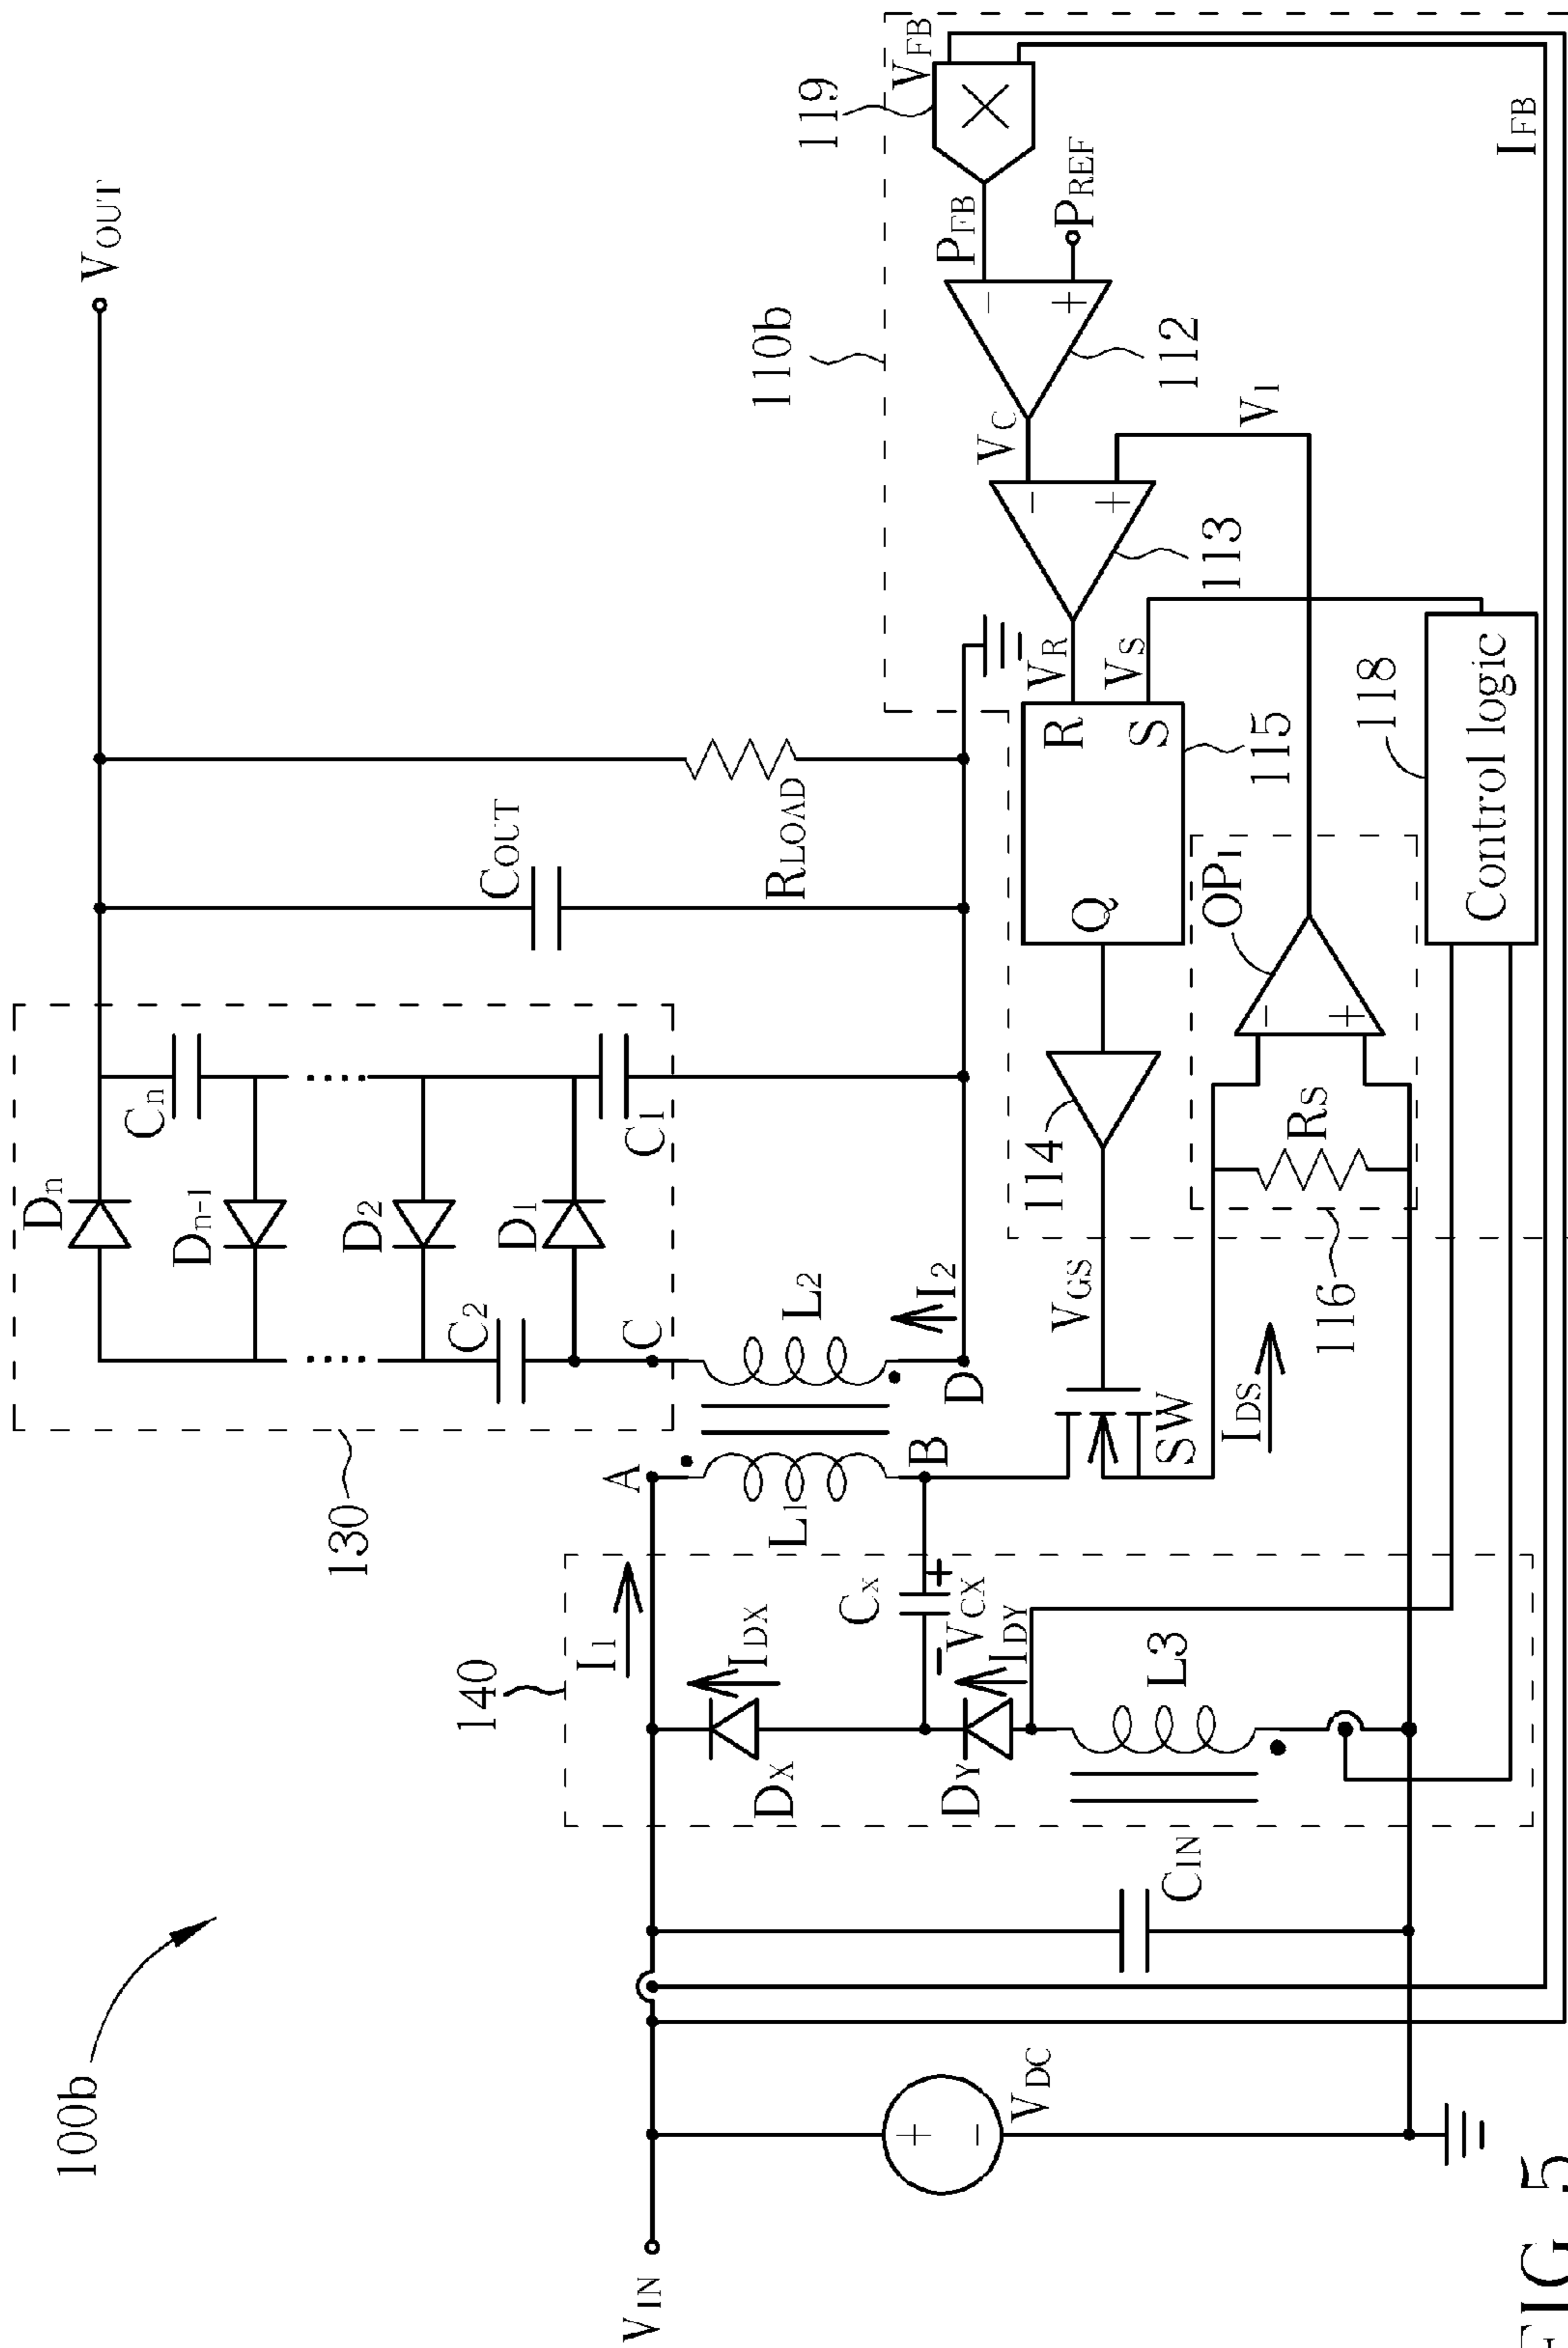 100b
VOUT
Dn
Cn
Dn-1
D2
D1
C2
C1
C
COUT
RLOAD
130
140
I1
A
L1
L2
I2
B
D
IDX
DX
CX
VCX
IDY
DY
L3
VIN
VDC
CIN
110b
119
VFB
PFB
PREF
112
VC
VI
113
VR
VS
R
S
Q
115
114
VGS
SW
IDS
116
RS
OP1
118
Control logic
IFB
A
FIG. 5